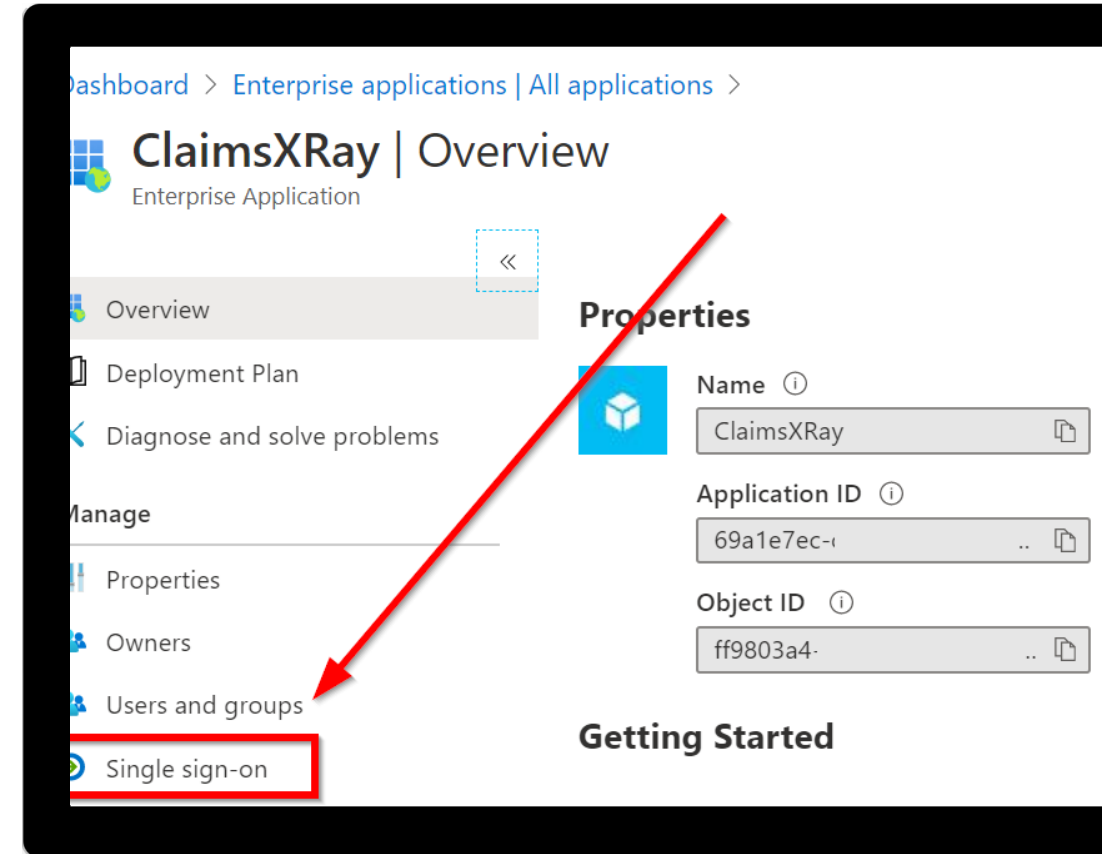 Dashboard > Enterprise applications | All applications >
ClaimsXRay | Overview
Enterprise Application
«
Overview
Deployment Plan
Diagnose and solve problems
Manage
Properties
Owners
Users and groups
Single sign-on
Properties
Name
ClaimsXRay
Application ID
69a1e7ec- ..
Object ID
ff9803a4- ..
Getting Started